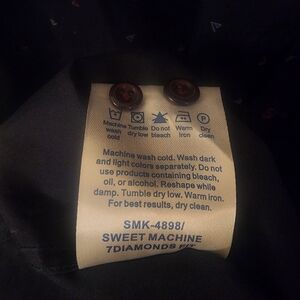 Machine wash cold
Tumble dry low
Do not bleach
Warm Iron
Dry clean
Machine wash cold. Wash dark
and light colors separately. Do not
use products containing bleach,
oil, or alcohol. Reshape while
damp. Tumble dry low. Warm iron.
For best results, dry clean.
SMK-4898/
SWEET MACHINE
7DIAMONDS FIT